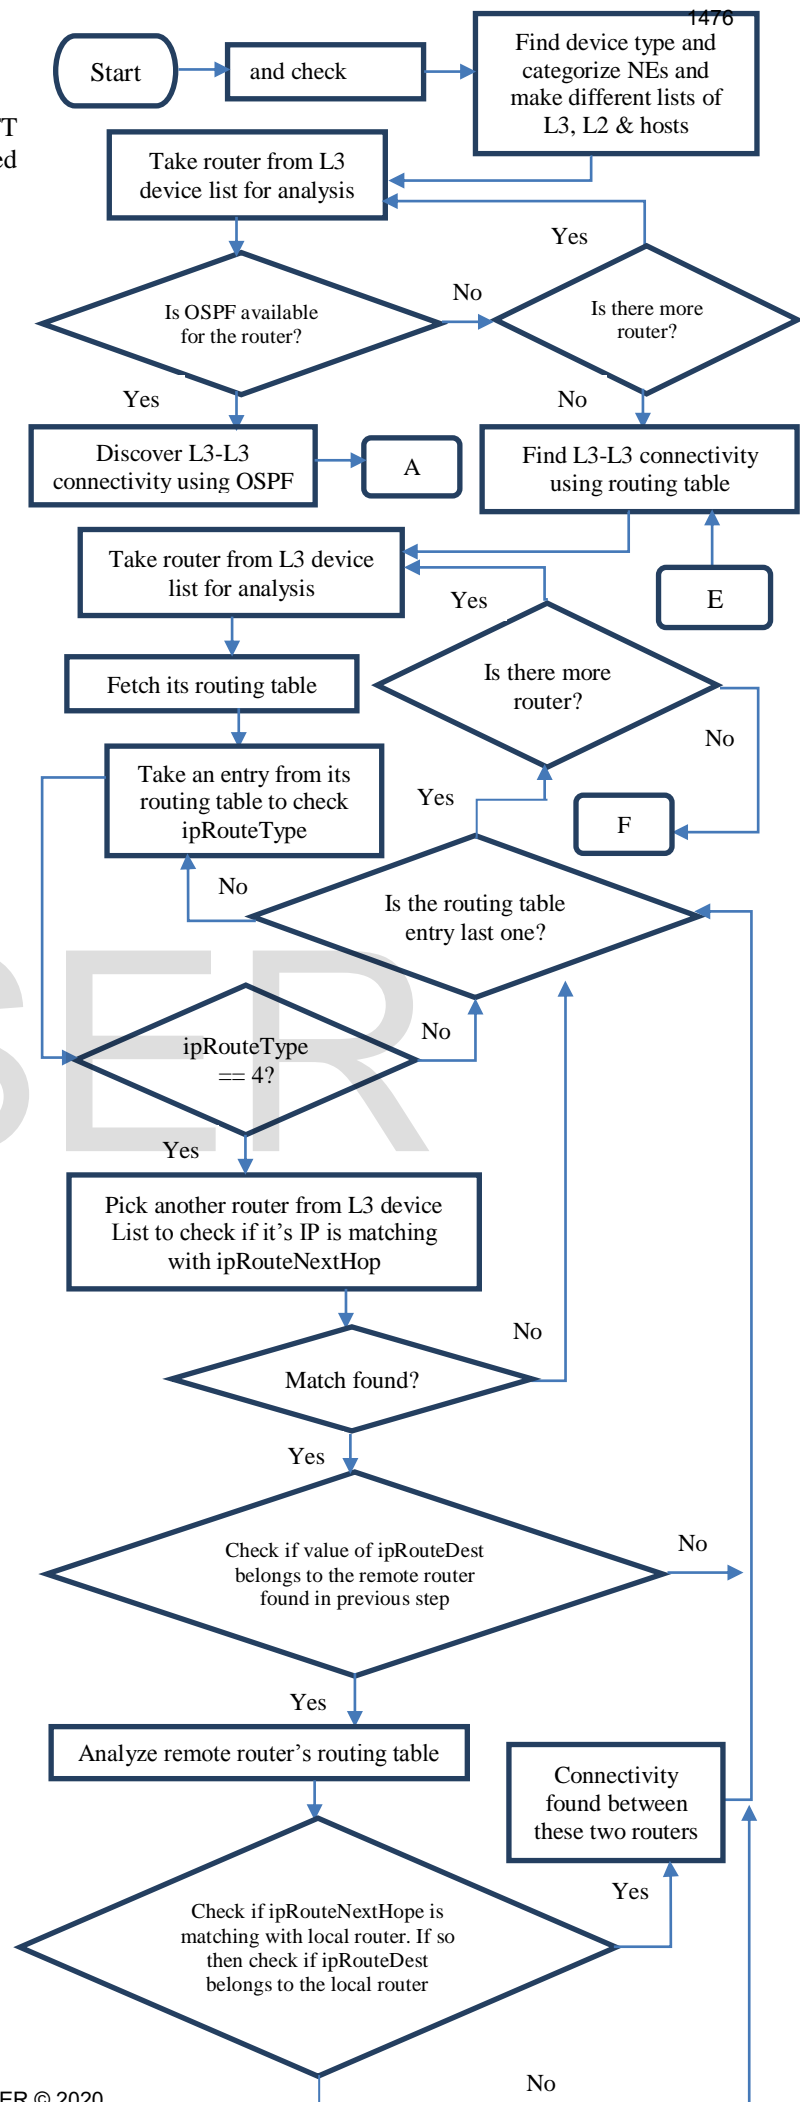 1476
Start
and check
Find device type and
categorize NEs and
make different lists of
L3, L2 & hosts
T
ed
Take router from L3
device list for analysis
Yes
Is OSPF available
for the router?
No
Is there more
router?
Yes
No
Discover L3-L3
connectivity using OSPF
A
Find L3-L3 connectivity
using routing table
Take router from L3 device
list for analysis
Yes
E
Fetch its routing table
Is there more
router?
No
Take an entry from its
routing table to check
ipRouteType
Yes
F
No
Is the routing table
entry last one?
SER
ipRouteType
== 4?
No
Yes
Pick another router from L3 device
List to check if it's IP is matching
with ipRouteNextHop
No
Match found?
Yes
Check if value of ipRouteDest
belongs to the remote router
found in previous step
No
Yes
Analyze remote router's routing table
Connectivity
found between
these two routers
Yes
Check if ipRouteNextHope is
matching with local router. If so
then check if ipRouteDest
belongs to the local router
No
ER © 2020